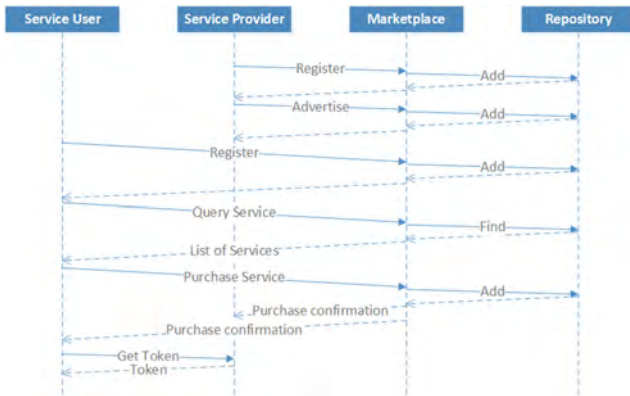 Service User Service Provider Marketplace Repository
Register
Add
Advertise
Add
Register
Add
Query Service
Find
List of Services
Purchase Service
Add
Purchase confirmation
Purchase confirmation
Get Token
Token